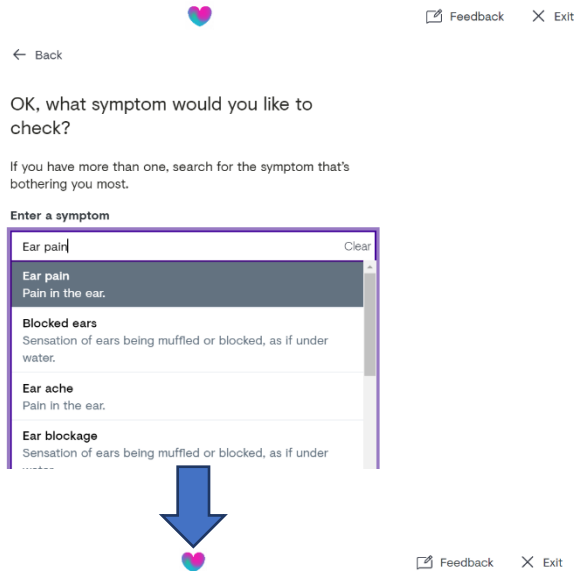 Feedback Exit
Back
OK, what symptom would you like to
check?
If you have more than one, search for the symptom that's
bothering you most.
Enter a symptom
Ear pain Clear
Ear pain
Pain in the ear.
Blocked ears
Sensation of ears being muffled or blocked, as if under
water.
Ear ache
Pain in the ear.
Ear blockage
Sensation of ears being muffled or blocked, as if under
Feedback Exit